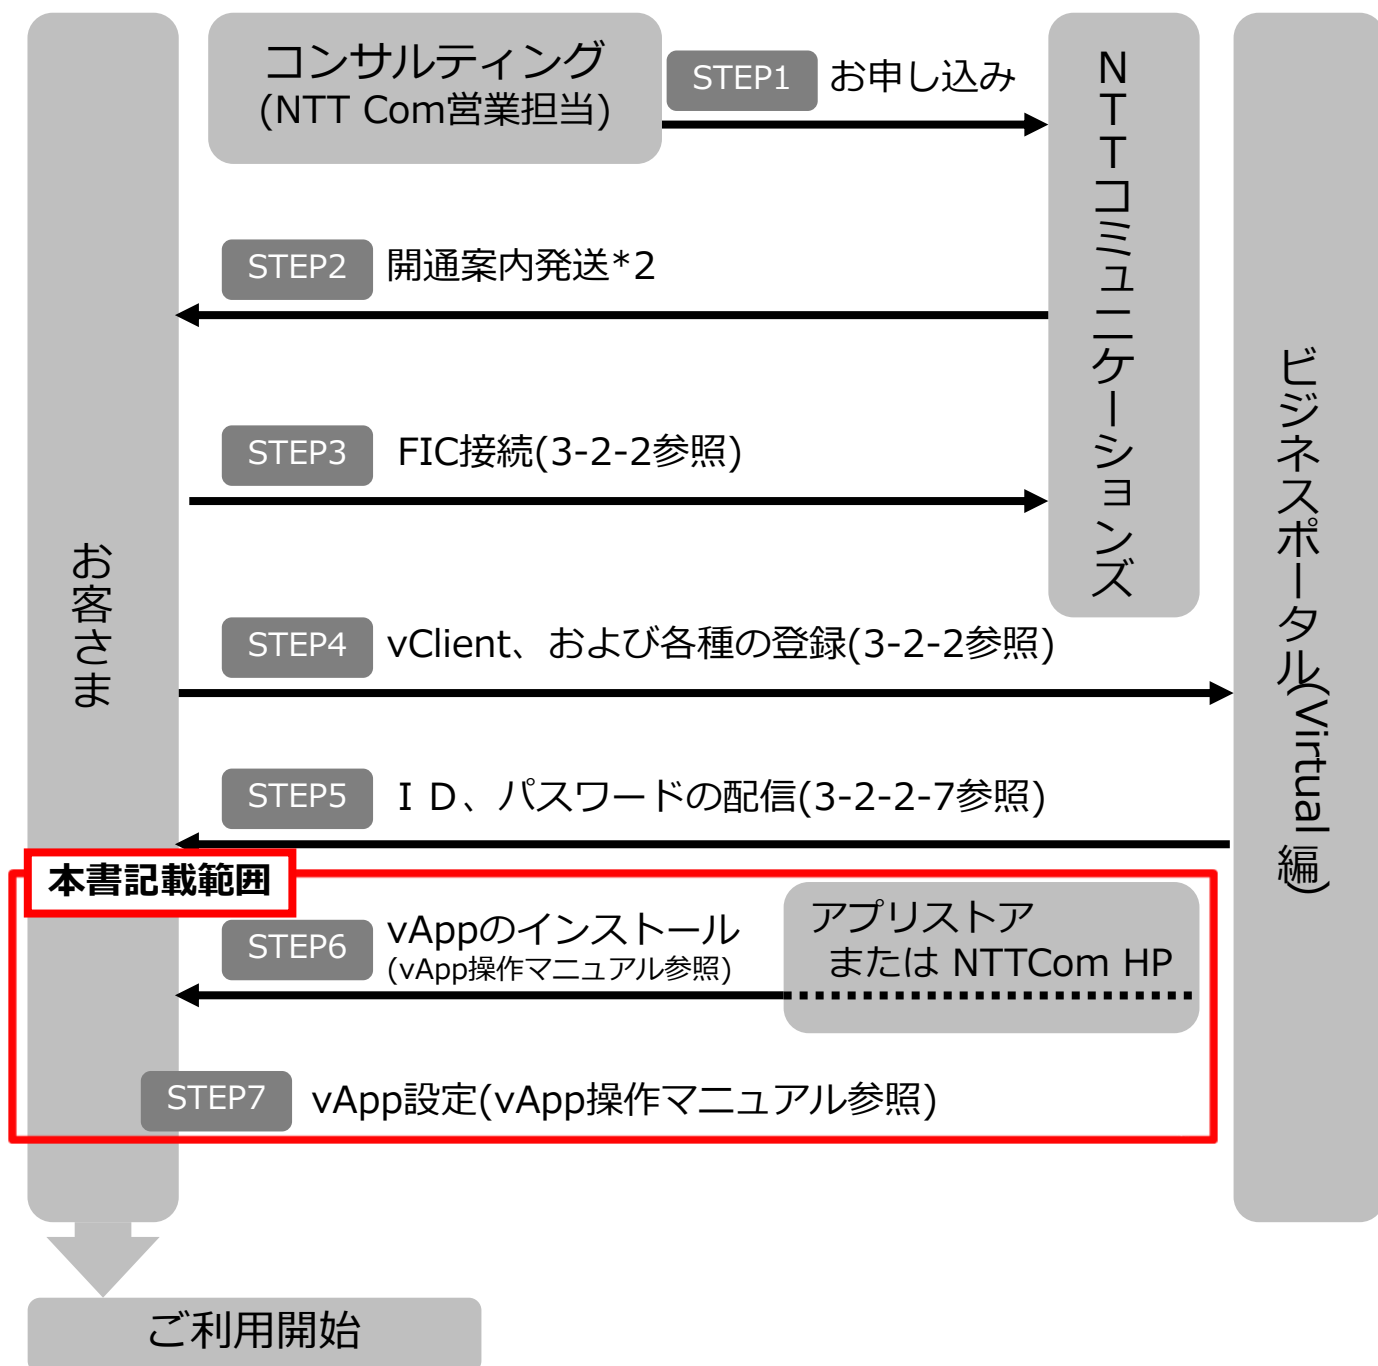 コンサルティング
(NTT Com営業担当)
STEP1
お申し込み
NTTコミュニケーションズ
STEP2
開通案内発送*2
STEP3
FIC接続(3-2-2参照)
お客さま
ビジネスポータル(Virtual編)
STEP4
vClient、および各種の登録(3-2-2参照)
STEP5
ＩＤ、パスワードの配信(3-2-2-7参照)
本書記載範囲
STEP6
vAppのインストール
(vApp操作マニュアル参照)
アプリストア
または NTTCom HP
STEP7
vApp設定(vApp操作マニュアル参照)
ご利用開始